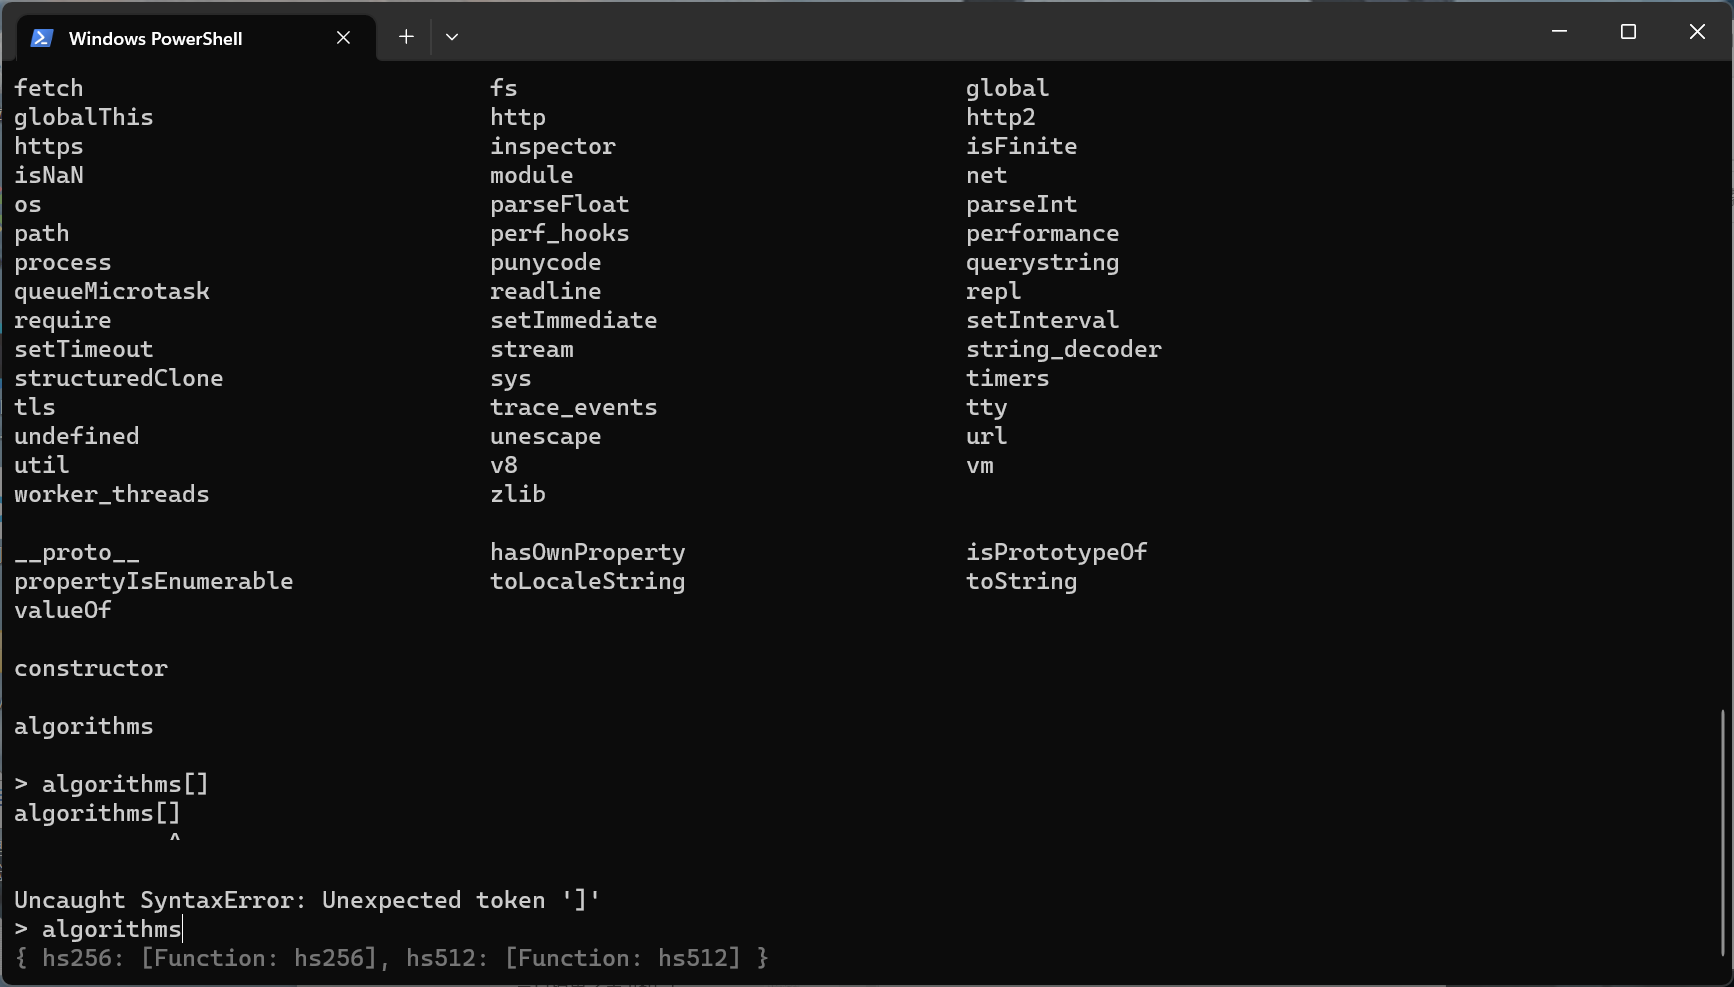 Windows PowerShell
fetch fs global
globalThis http http2
https inspector isFinite
isNaN module net
os parseFloat parseInt
path perf_hooks performance
process punycode querystring
queueMicrotask readline repl
require setImmediate setInterval
setTimeout stream string_decoder
structuredClone sys timers
tls trace_events tty
undefined unescape url
util v8 vm
worker_threads zlib
__proto__ hasOwnProperty isPrototypeOf
propertyIsEnumerable toLocaleString toString
valueOf
constructor
algorithms
> algorithms[]
algorithms[]
^
Uncaught SyntaxError: Unexpected token ']'
> algorithms
{ hs256: [Function: hs256], hs512: [Function: hs512] }